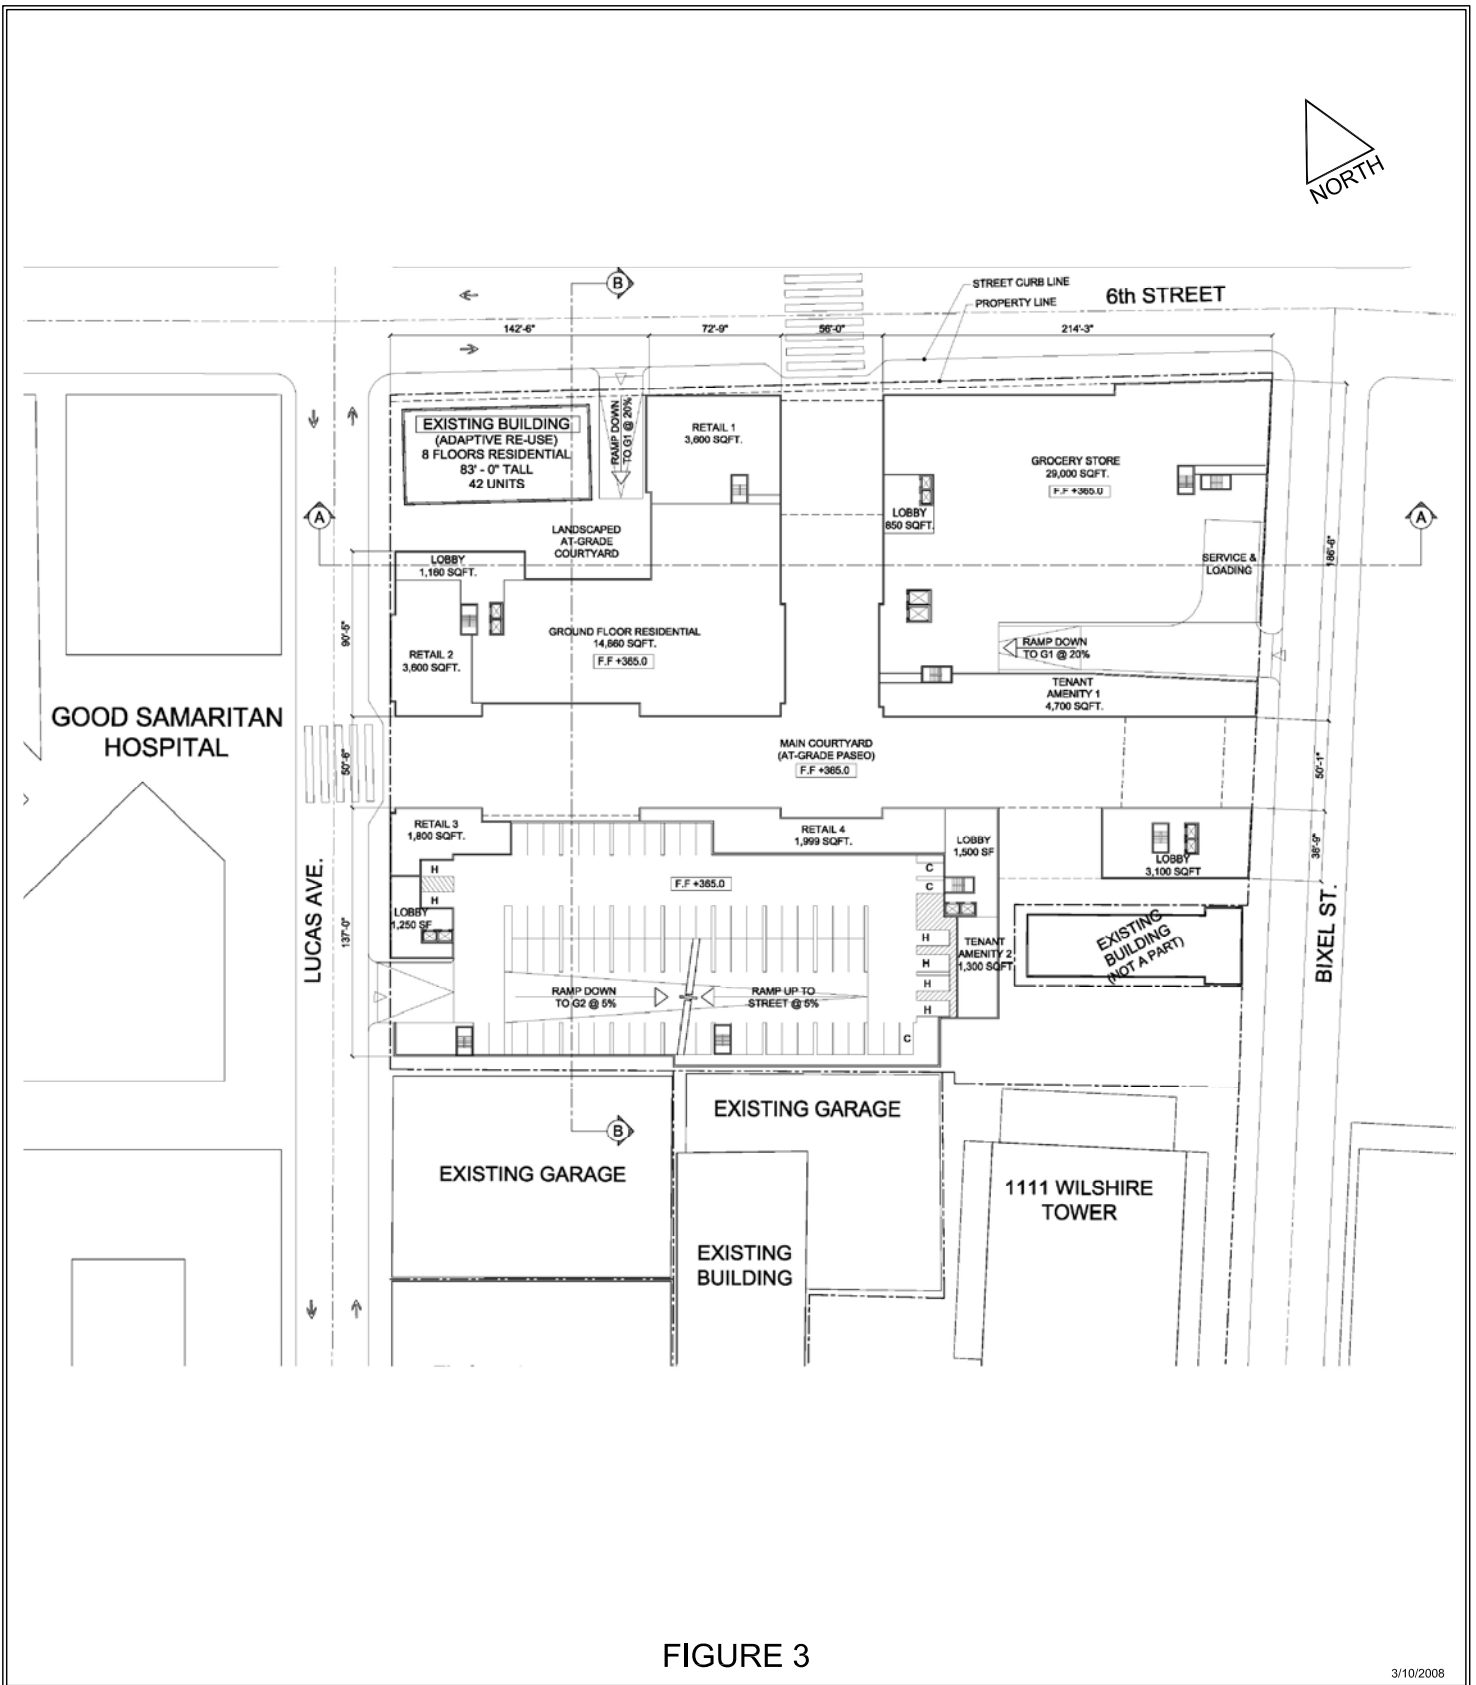 NORTH
B
STREET CURB LINE
PROPERTY LINE
6th STREET
142'-6"
72'-9"
56'-0"
214'-3"
EXISTING BUILDING
(ADAPTIVE RE-USE)
8 FLOORS RESIDENTIAL
83' - 0" TALL
42 UNITS
RAMP DOWN
TO G1 @ 20%
RETAIL 1
3,600 SQFT.
GROCERY STORE
29,000 SQFT.
F.F +365.0
LOBBY
850 SQFT.
A
A
LANDSCAPED
AT-GRADE
COURTYARD
LOBBY
1,160 SQFT.
SERVICE &
LOADING
186'-6"
90'-5"
GROUND FLOOR RESIDENTIAL
14,660 SQFT.
F.F +365.0
RETAIL 2
3,600 SQFT.
RAMP DOWN
TO G1 @ 20%
TENANT
AMENITY 1
4,700 SQFT.
GOOD SAMARITAN
HOSPITAL
50'-6"
MAIN COURTYARD
(AT-GRADE PASEO)
F.F +365.0
50'-1"
RETAIL 3
1,800 SQFT.
RETAIL 4
1,999 SQFT.
LOBBY
1,500 SF
LOBBY
3,100 SQFT
38'-9"
H
H
F.F +365.0
C
C
LUCAS AVE.
LOBBY
1,250 SF
137'-0"
H
H
H
H
TENANT
AMENITY 2
1,300 SQFT
EXISTING
BUILDING
(NOT A PART)
BIXEL ST.
RAMP DOWN
TO G2 @ 5%
RAMP UP TO
STREET @ 5%
C
EXISTING GARAGE
B
EXISTING GARAGE
EXISTING
BUILDING
1111 WILSHIRE
TOWER
FIGURE 3
3/10/2008